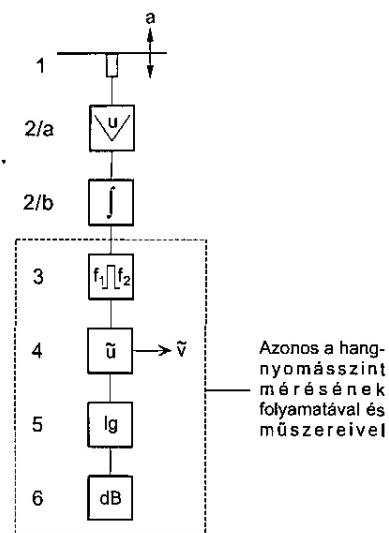 a
1
2/a u
2/b ∫
3 f₁ f₂
4 ũ ṽ
5 lg
6 dB
Azonos a hang-
nyomásszint
mérésének
folyamatával és
műszereivel